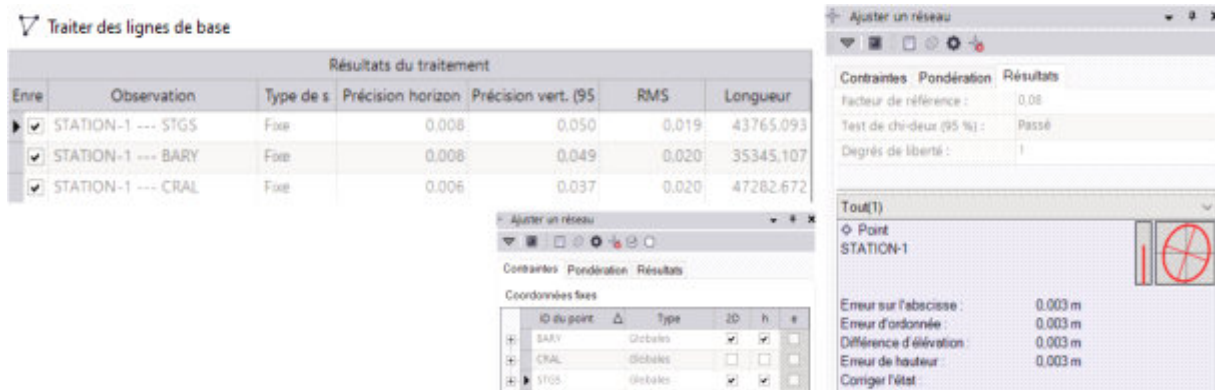 Traiter des lignes de base
Résultats du traitement
Enre Observation Type de s Précision horizon Précision vert. (95 RMS Longueur
STATION-1 --- STGS Fixe 0.008 0.050 0.019 43765.093
STATION-1 --- BARY Fixe 0.008 0.049 0.020 35345.107
STATION-1 --- CRAL Fixe 0.006 0.037 0.020 47282.672
Ajuster un réseau
Contraintes Pondération Résultats
Coordonnées fixes
ID du point Type 2D h e
BARY Globales
CRAL Globales
STGS Globales
Ajuster un réseau
Contraintes Pondération Résultats
Facteur de référence : 0,08
Test de chi-deux (95 %) : Passé
Degrés de liberté : 1
Tout(1)
Point
STATION-1
Erreur sur l'abscisse : 0,003 m
Erreur d'ordonnée : 0,003 m
Différence d'élévation : 0,003 m
Erreur de hauteur : 0,003 m
Corriger l'état :